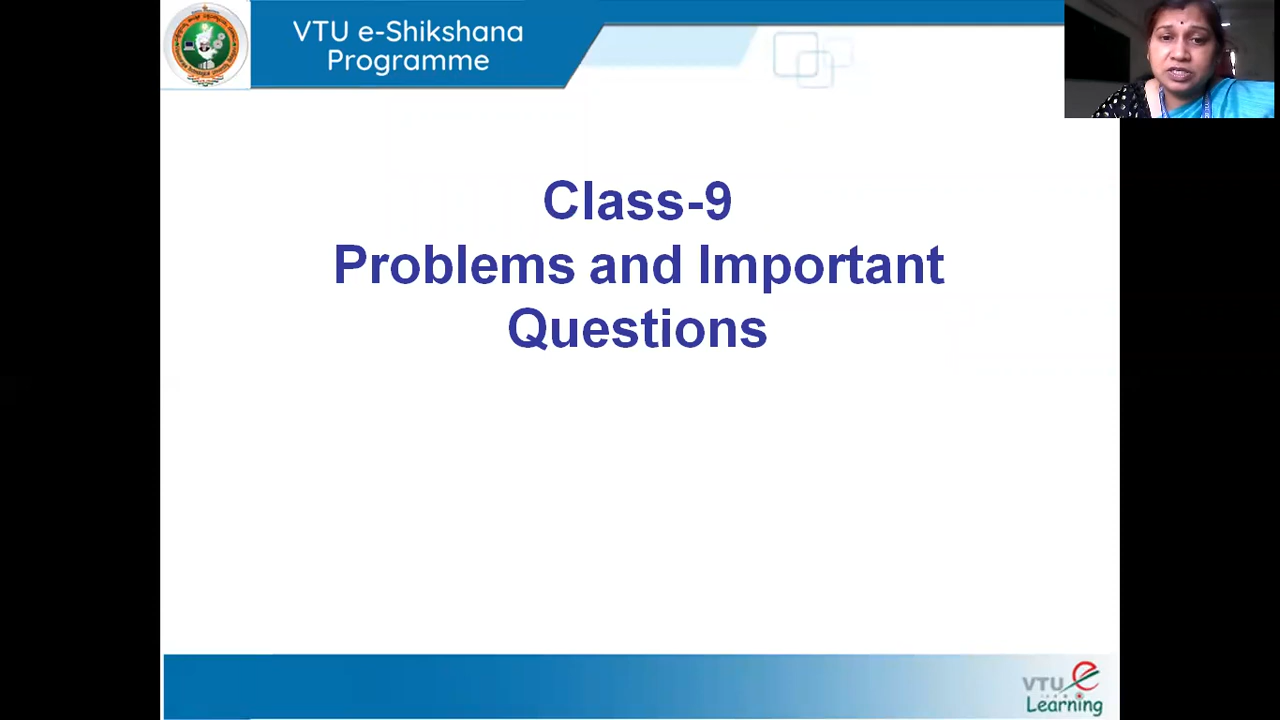 VTU e-Shikshana
Programme
Class-9
Problems and Important
Questions
VTU e
Learning